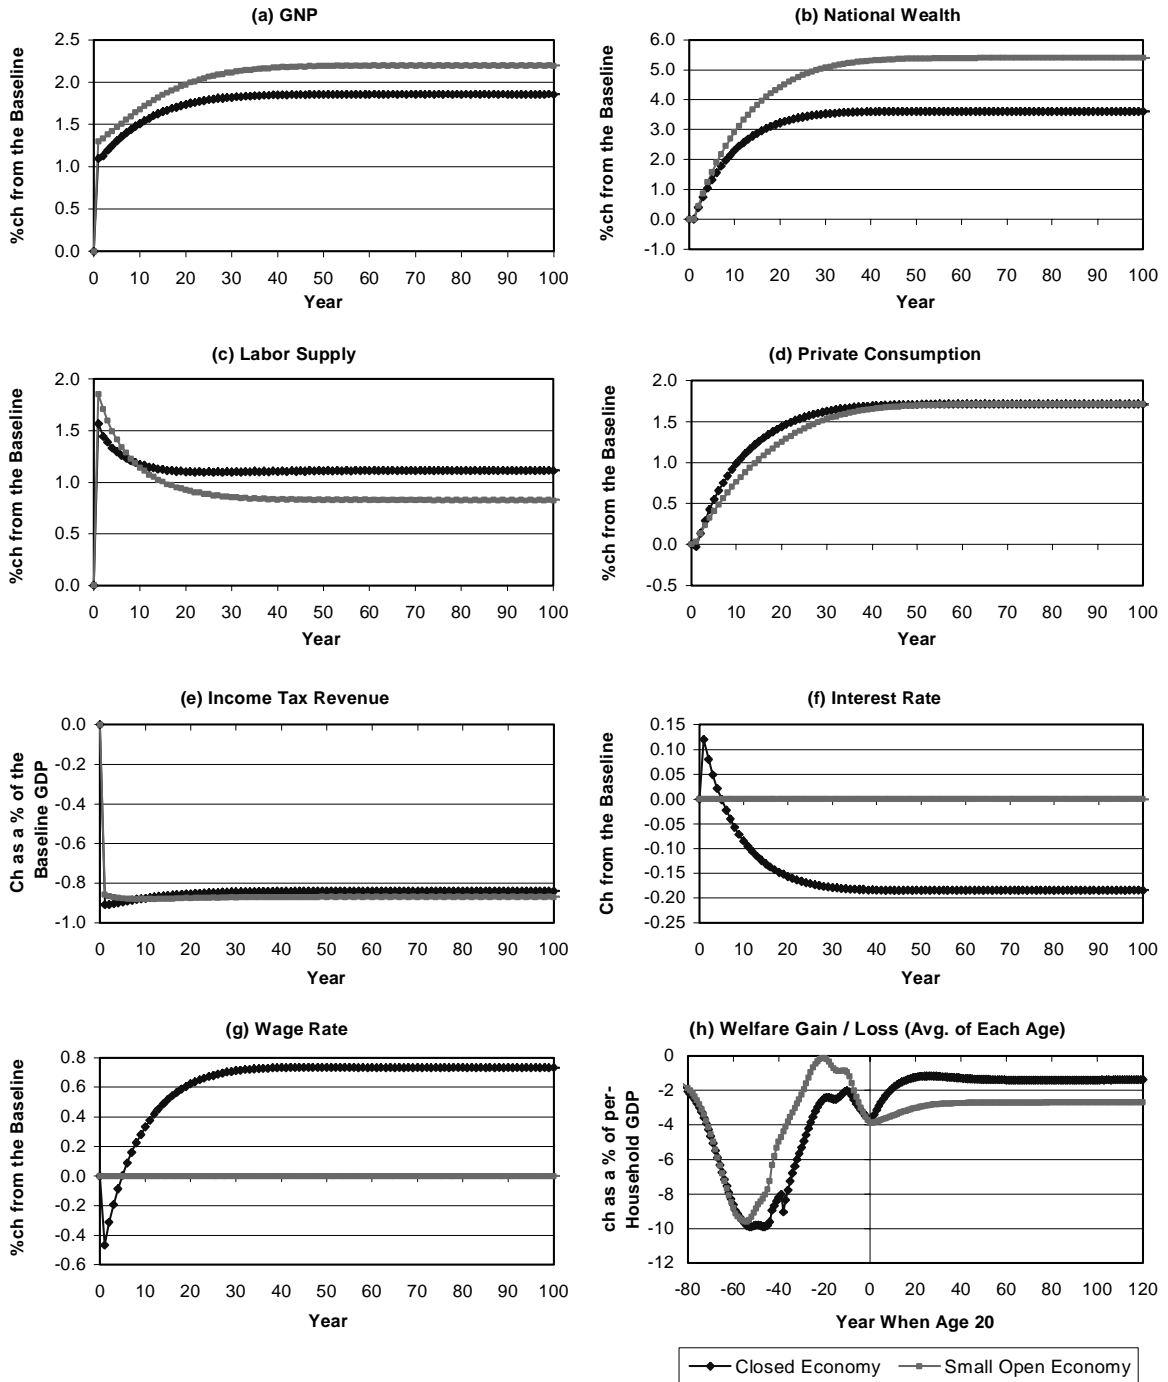 (a) GNP
%ch from the Baseline
2.5
2.0
1.5
1.0
0.5
0.0
0 10 20 30 40 50 60 70 80 90 100
Year
(b) National Wealth
%ch from the Baseline
6.0
5.0
4.0
3.0
2.0
1.0
0.0
-1.0
0 10 20 30 40 50 60 70 80 90 100
Year
(c) Labor Supply
%ch from the Baseline
2.0
1.5
1.0
0.5
0.0
0 10 20 30 40 50 60 70 80 90 100
Year
(d) Private Consumption
%ch from the Baseline
2.0
1.5
1.0
0.5
0.0
-0.5
0 10 20 30 40 50 60 70 80 90 100
Year
(e) Income Tax Revenue
Ch as a % of the
Baseline GDP
0.0
-0.2
-0.4
-0.6
-0.8
-1.0
0 10 20 30 40 50 60 70 80 90 100
Year
(f) Interest Rate
Ch from the Baseline
0.15
0.10
0.05
0.00
-0.05
-0.10
-0.15
-0.20
-0.25
0 10 20 30 40 50 60 70 80 90 100
Year
(g) Wage Rate
%ch from the Baseline
0.8
0.6
0.4
0.2
0.0
-0.2
-0.4
-0.6
0 10 20 30 40 50 60 70 80 90 100
Year
(h) Welfare Gain / Loss (Avg. of Each Age)
ch as a % of per-
Household GDP
0
-2
-4
-6
-8
-10
-12
-80 -60 -40 -20 0 20 40 60 80 100 120
Year When Age 20
Closed Economy Small Open Economy